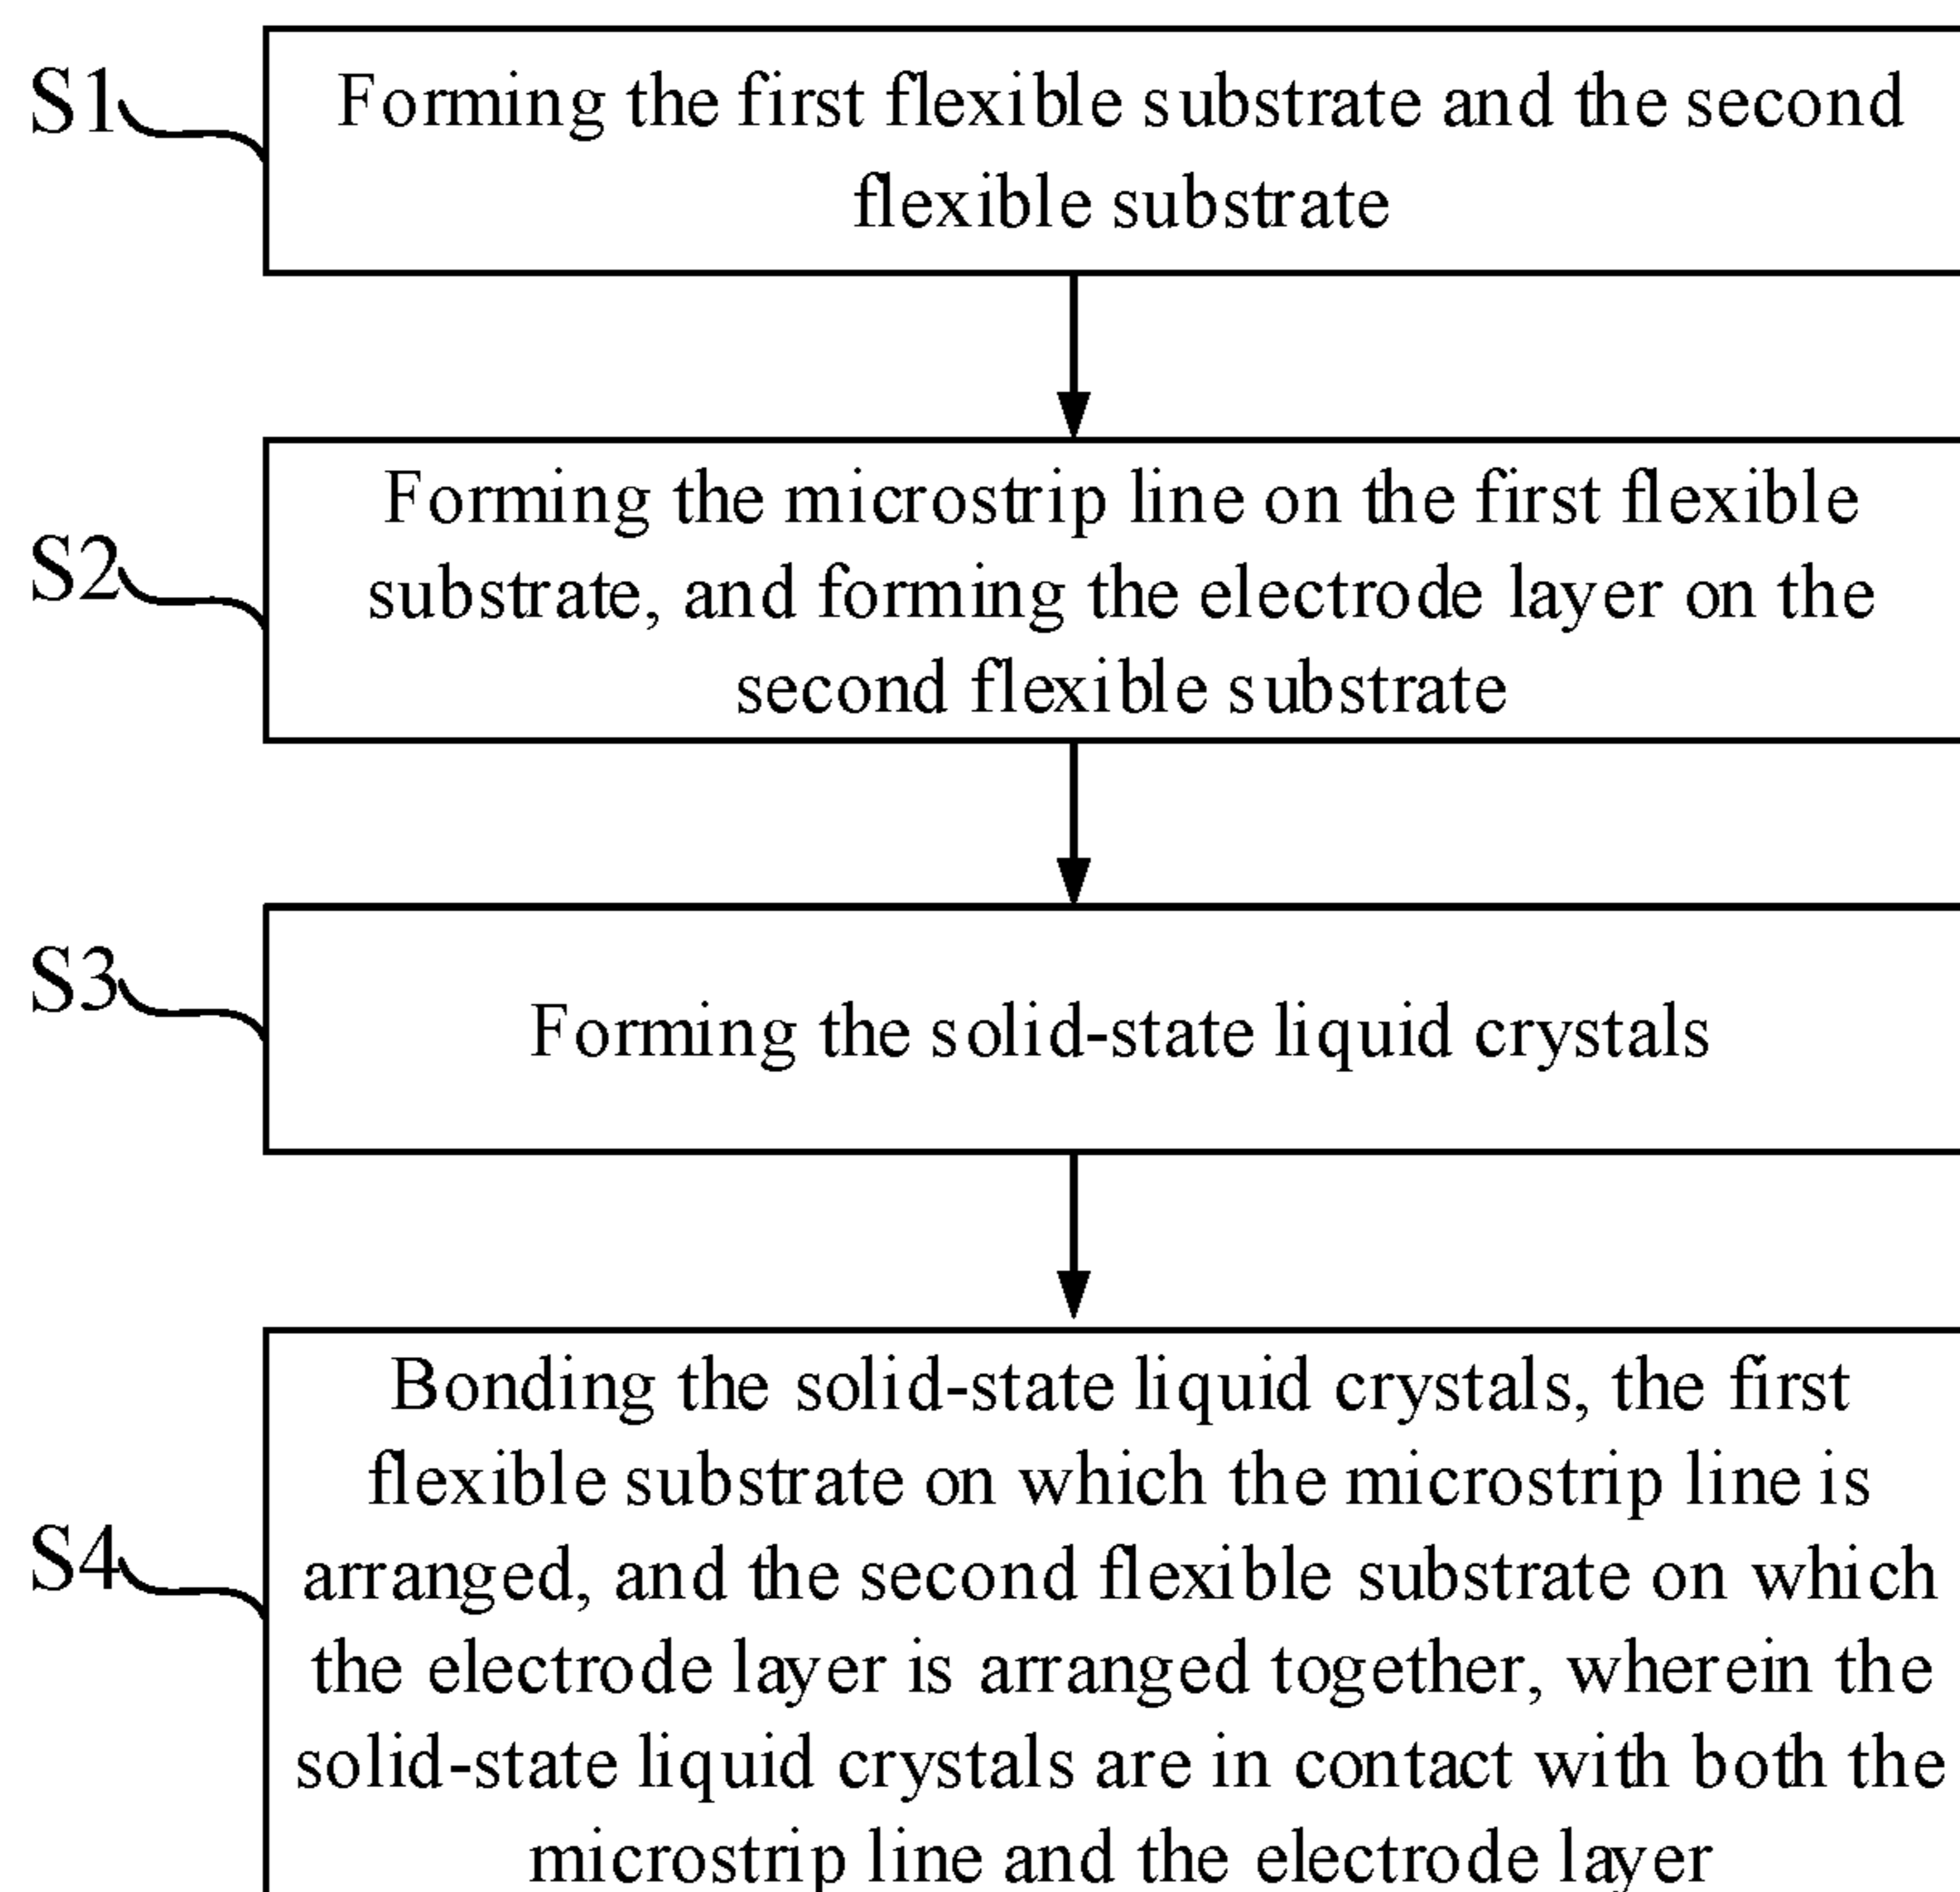 S1
Forming the first flexible substrate and the second
flexible substrate
S2
Forming the microstrip line on the first flexible
substrate, and forming the electrode layer on the
second flexible substrate
S3
Forming the solid-state liquid crystals
S4
Bonding the solid-state liquid crystals, the first
flexible substrate on which the microstrip line is
arranged, and the second flexible substrate on which
the electrode layer is arranged together, wherein the
solid-state liquid crystals are in contact with both the
microstrip line and the electrode layer